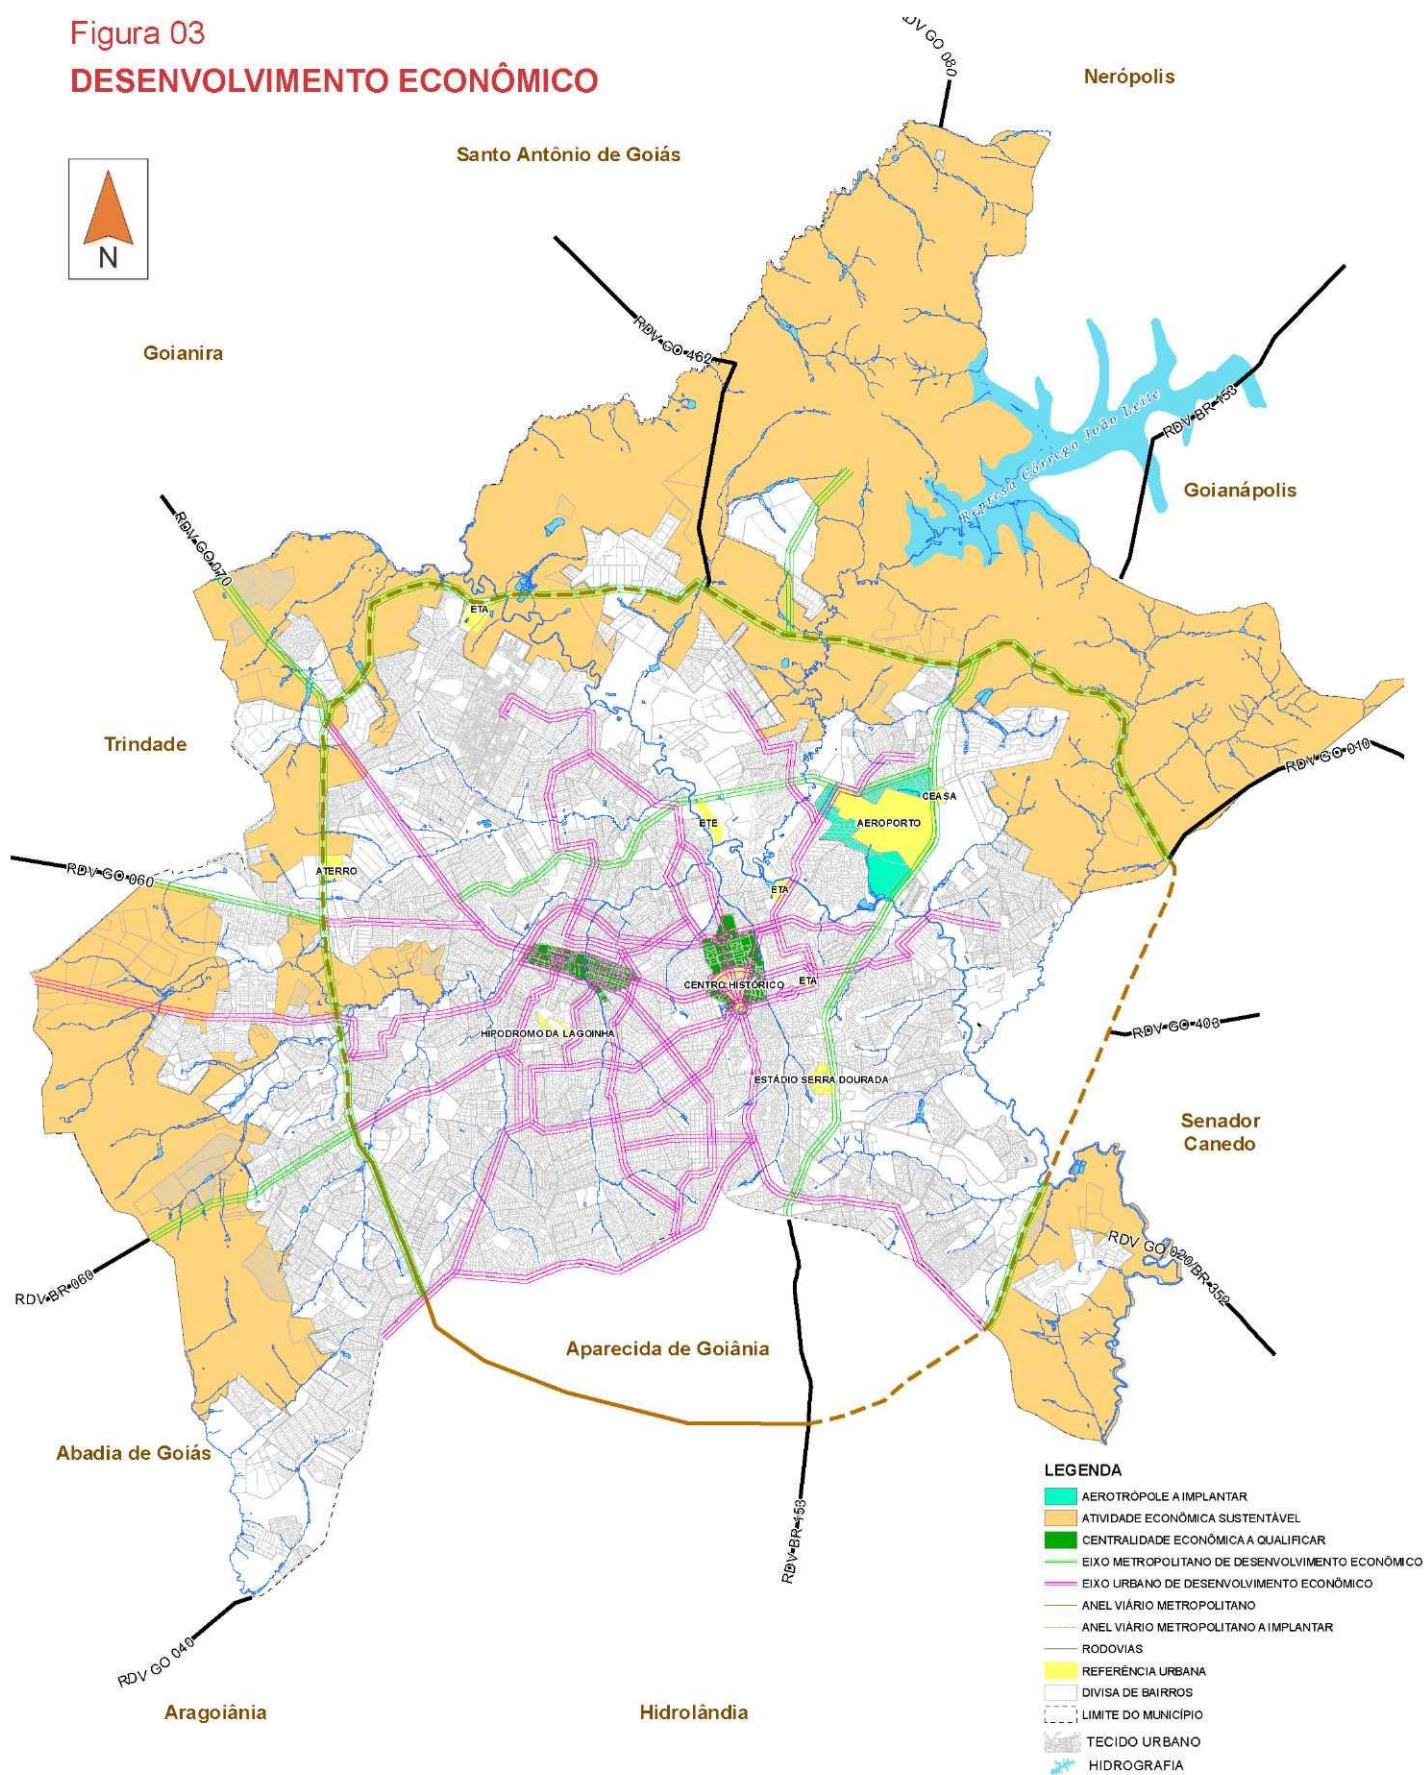 Figura 03
DESENVOLVIMENTO ECONÔMICO
RDV GO 080
Nerópolis
Santo Antônio de Goiás
N
RDV-GO-462
Goianira
RDV-BR-153
Represa Córrego João Leite
Goianápolis
RDV-GO-070
ETA
Trindade
RDV-GO-010
CEASA
AEROPORTO
ETE
ATERRO
RDV-GO-060
ETA
CENTRO HISTÓRICO
ETA
HIPODROMO DA LAGOINHA
RDV-GO-403
ESTÁDIO SERRA DOURADA
Senador
Canedo
RDV GO 020/BR-352
RDV-BR-060
Aparecida de Goiânia
Abadia de Goiás
RDV-BR-153
RDV GO 040
Aragoiânia
Hidrolândia
LEGENDA
AEROTRÓPOLE A IMPLANTAR
ATIVIDADE ECONÔMICA SUSTENTÁVEL
CENTRALIDADE ECONÔMICA A QUALIFICAR
EIXO METROPOLITANO DE DESENVOLVIMENTO ECONÔMICO
EIXO URBANO DE DESENVOLVIMENTO ECONÔMICO
ANEL VIÁRIO METROPOLITANO
ANEL VIÁRIO METROPOLITANO A IMPLANTAR
RODOVIAS
REFERÊNCIA URBANA
DIVISA DE BAIRROS
LIMITE DO MUNICÍPIO
TECIDO URBANO
HIDROGRAFIA